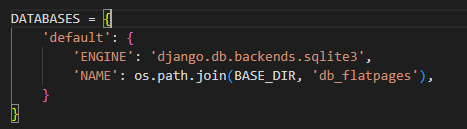 DATABASES = {
    'default': {
        'ENGINE': 'django.db.backends.sqlite3',
        'NAME': os.path.join(BASE_DIR, 'db_flatpages'),
    }
}